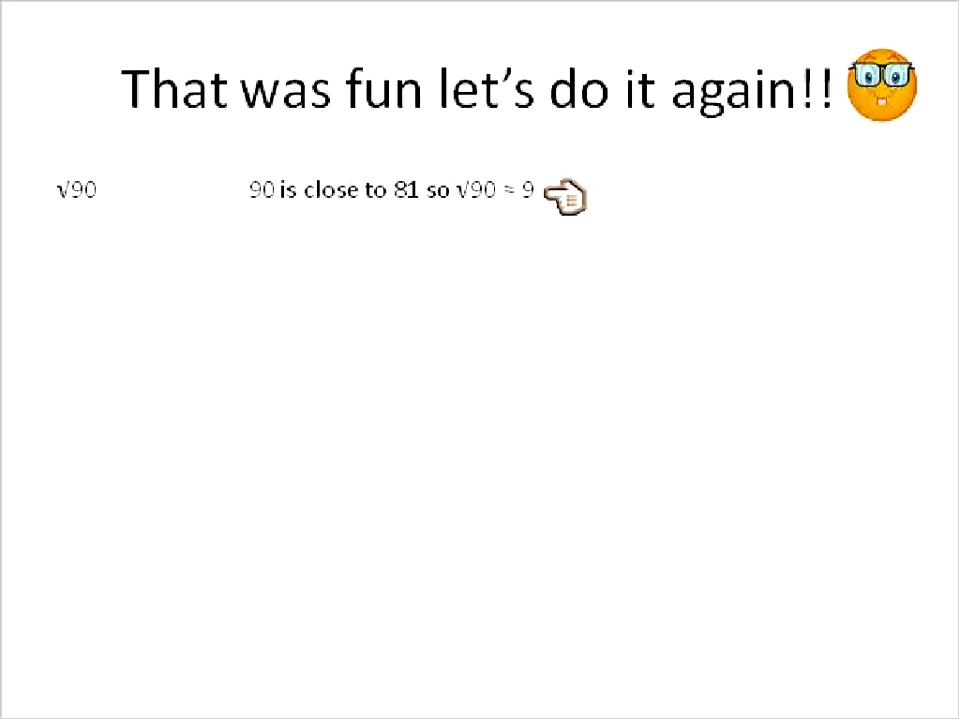 That was fun let’s do it again!!
√90 90 is close to 81 so √90 ≈ 9